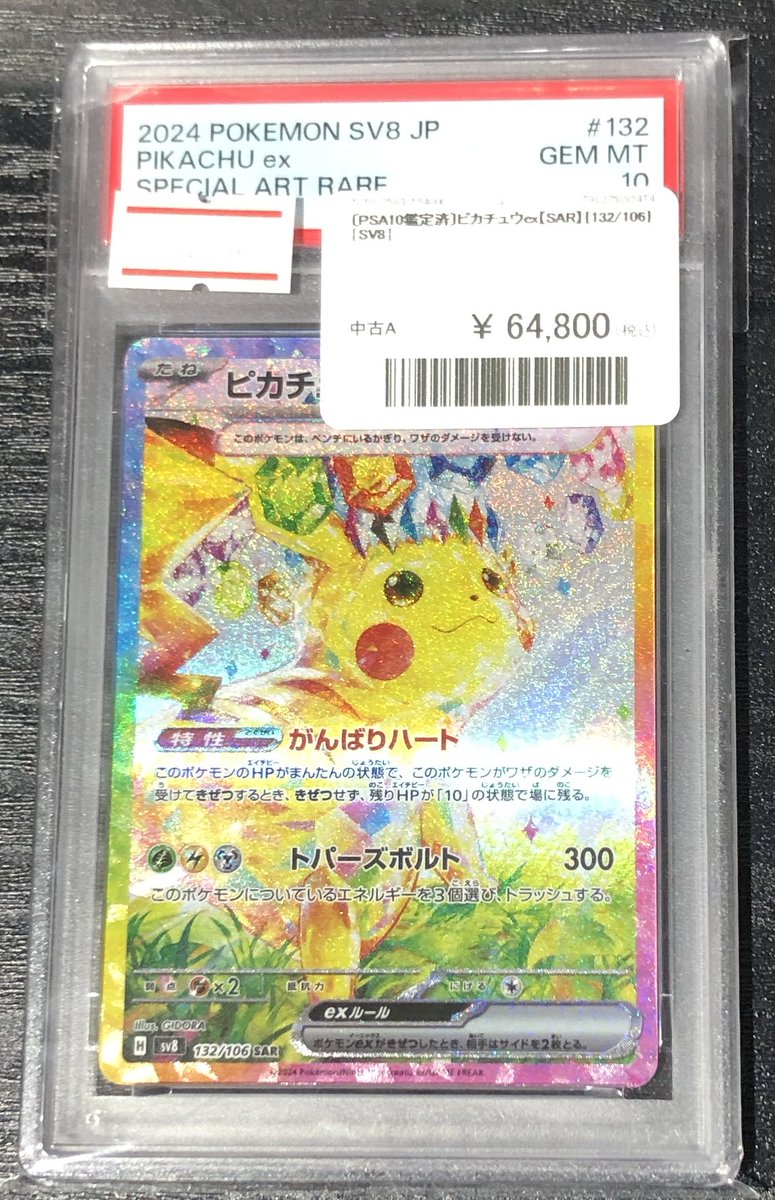 2024 POKEMON SV8 JP
#132
PIKACHU ex
GEM MT
SPECIAL ART RARE
10
〔PSA10鑑定済〕ピカチュウex【SAR】{132/106}
[SV8]
中古A
¥ 64,800 (税込)
たね
ピカチ
このポケモンは、ベンチにいるかぎり、ワザのダメージを受けない。
特性
がんばりハート
このポケモンのHPがまんたんの状態で、このポケモンがワザのダメージを
受けてきぜつするとき、きぜつせず、残りHPが「10」の状態で場に残る。
トパーズボルト 300
このポケモンについているエネルギーを3個選び、トラッシュする。
弱点 ×2 抵抗力 にげる
illus. GIDORA
exルール
ポケモンexがきぜつしたとき、相手はサイドを2枚とる。
H SV8 132/106 SAR